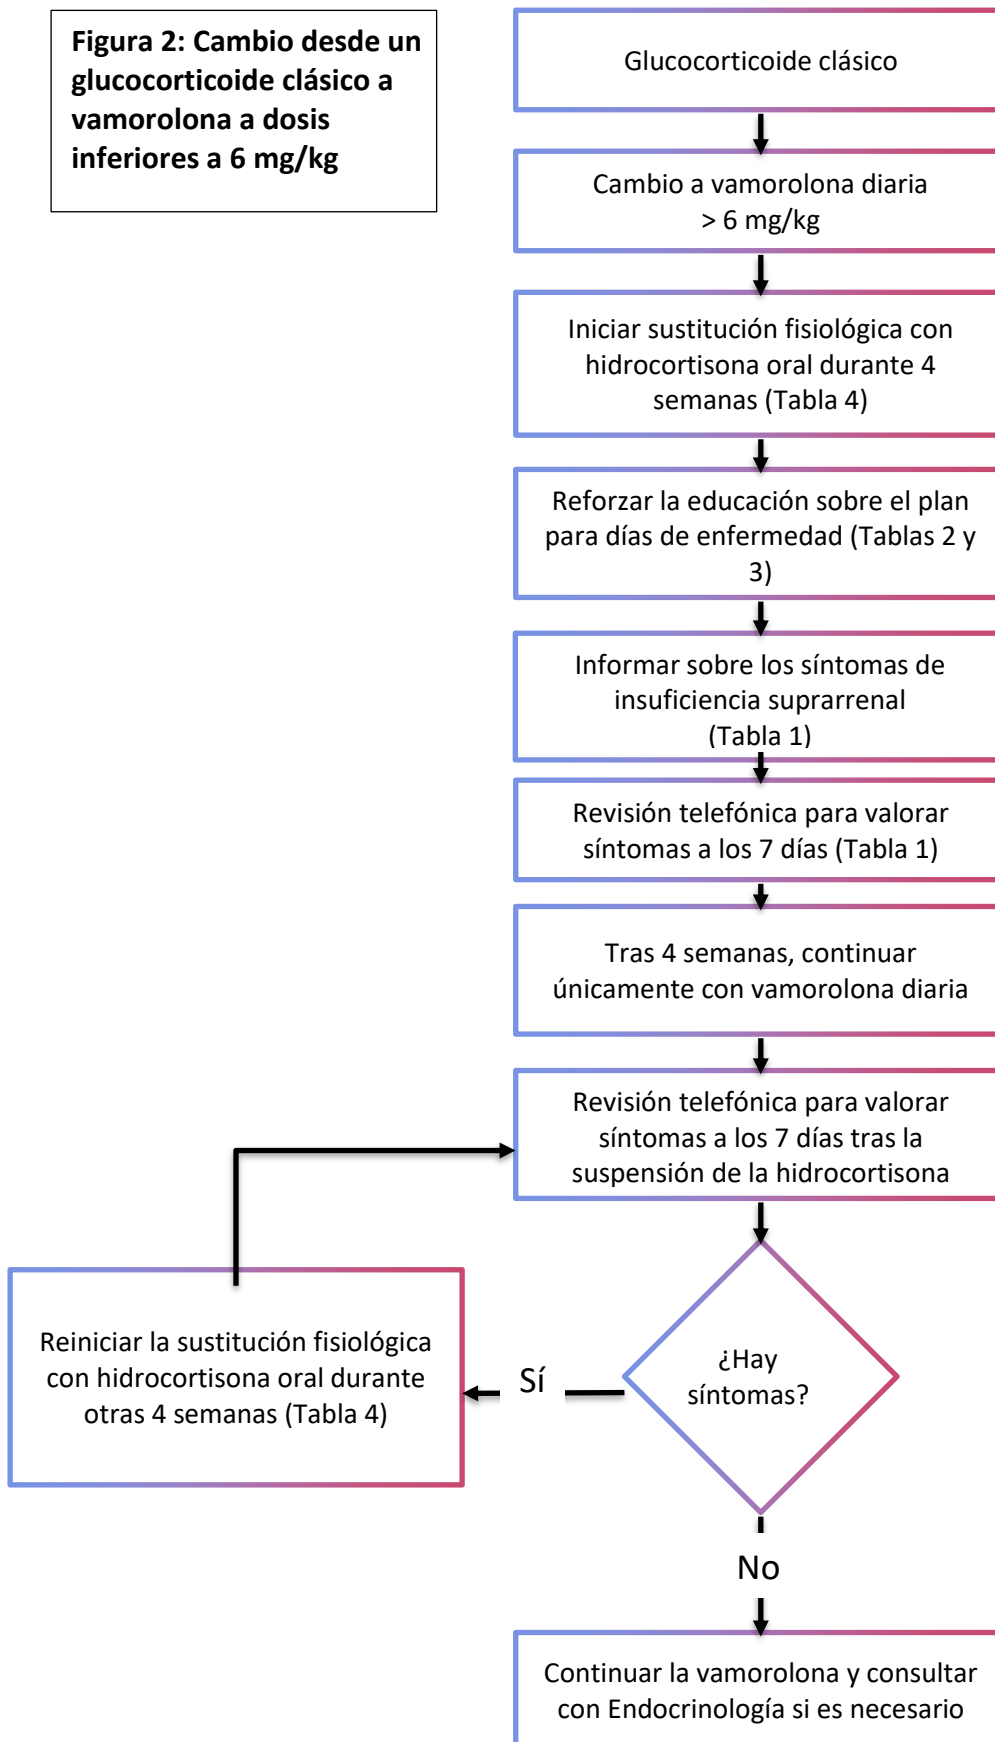 Figura 2: Cambio desde un
glucocorticoide clásico a
vamorolona a dosis
inferiores a 6 mg/kg
Glucocorticoide clásico
Cambio a vamorolona diaria
> 6 mg/kg
Iniciar sustitución fisiológica con
hidrocortisona oral durante 4
semanas (Tabla 4)
Reforzar la educación sobre el plan
para días de enfermedad (Tablas 2 y
3)
Informar sobre los síntomas de
insuficiencia suprarrenal
(Tabla 1)
Revisión telefónica para valorar
síntomas a los 7 días (Tabla 1)
Tras 4 semanas, continuar
únicamente con vamorolona diaria
Revisión telefónica para valorar
síntomas a los 7 días tras la
suspensión de la hidrocortisona
¿Hay
síntomas?
Sí
Reiniciar la sustitución fisiológica
con hidrocortisona oral durante
otras 4 semanas (Tabla 4)
No
Continuar la vamorolona y consultar
con Endocrinología si es necesario